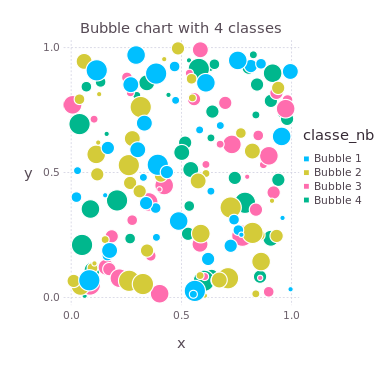 Bubble chart with 4 classes
1.0
0.5
0.0
y
0.0
0.5
1.0
x
classe_nb
Bubble 1
Bubble 2
Bubble 3
Bubble 4